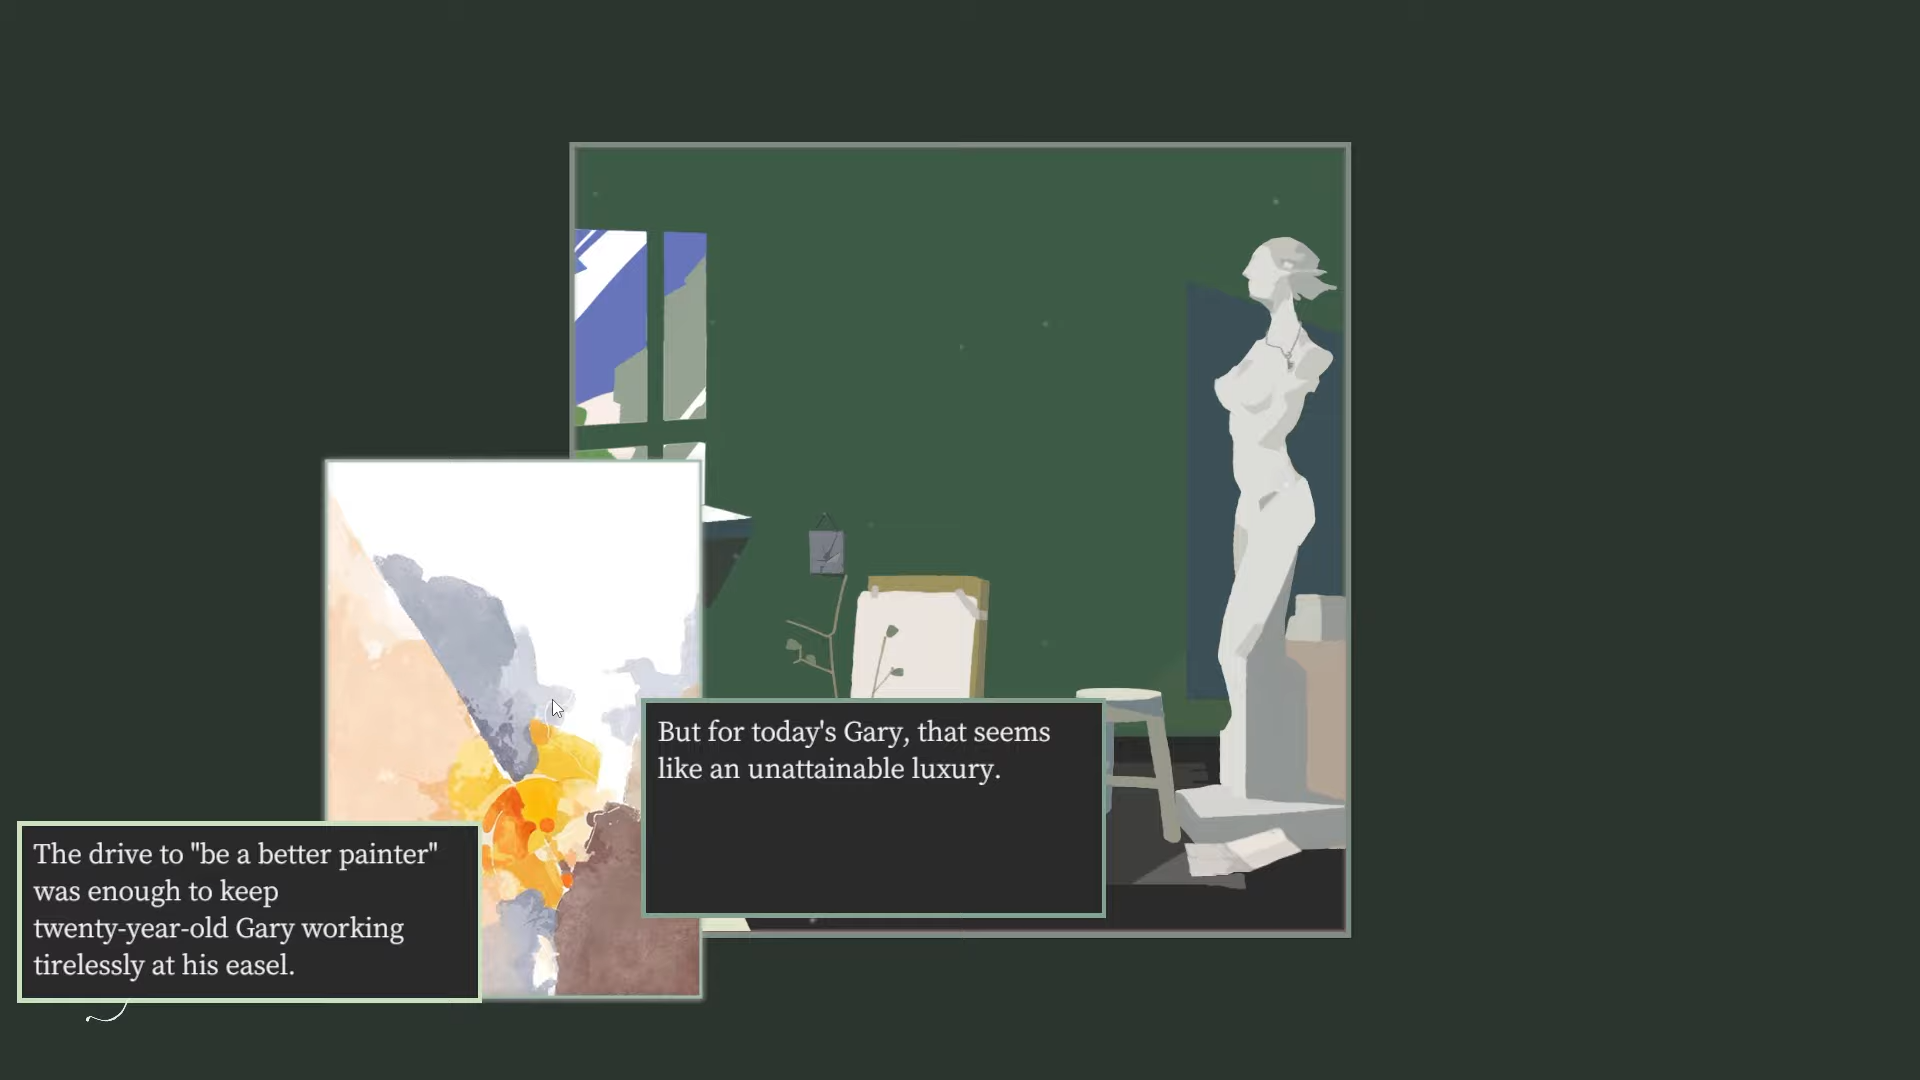 The drive to "be a better painter"
was enough to keep
twenty-year-old Gary working
tirelessly at his easel.
But for today's Gary, that seems
like an unattainable luxury.